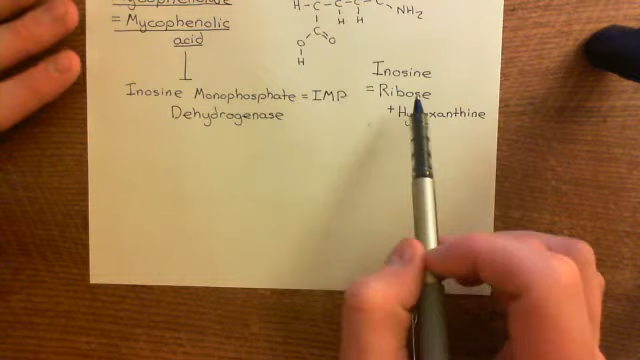 = Mycophenolic
acid
H-C-C-C-C-NH2
H H
C
O O
H
Inosine Monophosphate = IMP
Dehydrogenase
Inosine
= Ribose
+ Hypoxanthine